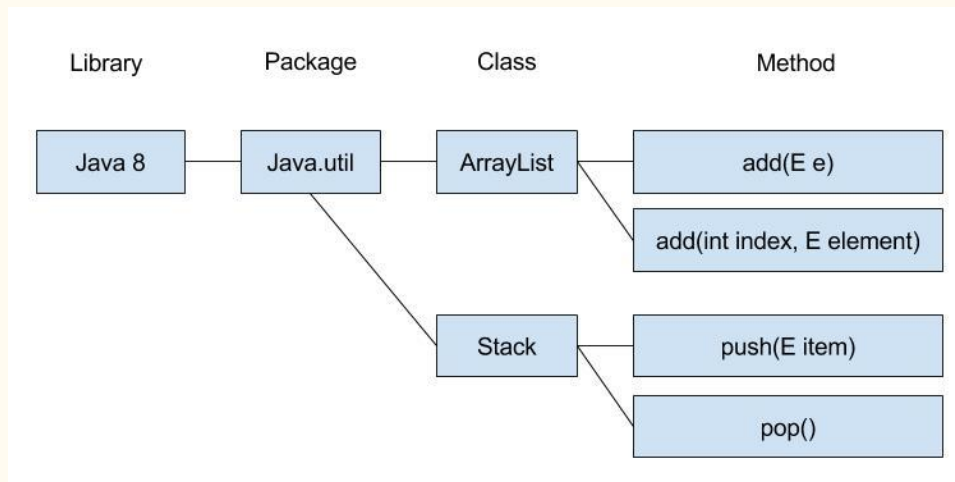 Library
Package
Class
Method
Java 8
Java.util
ArrayList
add(E e)
add(int index, E element)
Stack
push(E item)
pop()